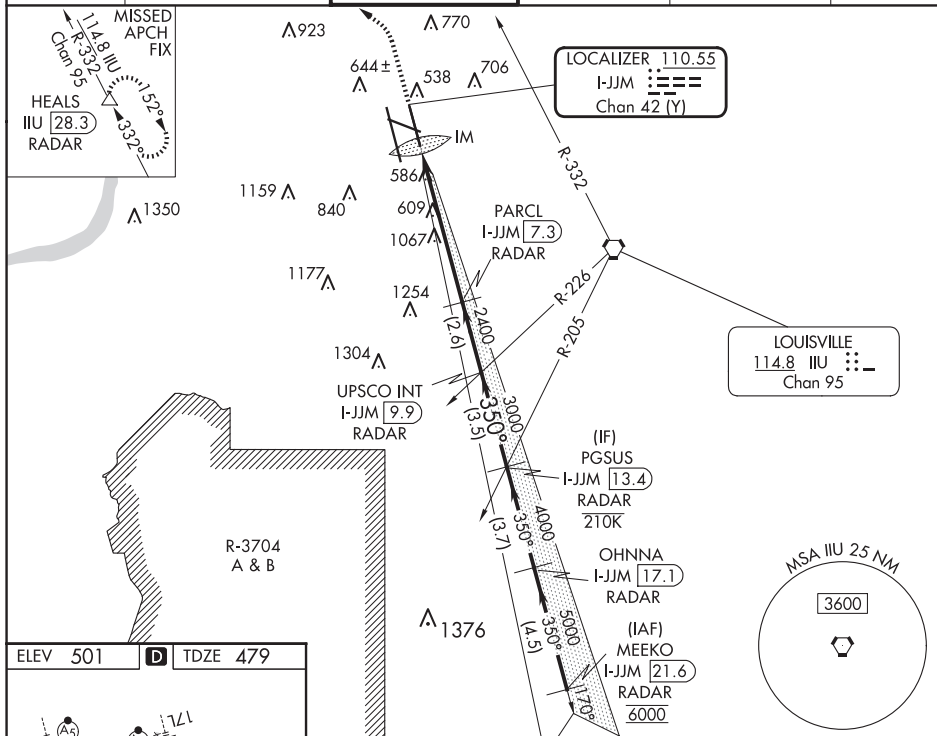 MISSED
APCH
FIX
114.8 IIU
R-332
Chan 95
HEALS
IIU 28.3
RADAR
152°
332°
923
770
644±
538
706
LOCALIZER 110.55
I-JJM
Chan 42 (Y)
IM
R-332
586
1159
840
609
1350
1067
PARCL
I-JJM 7.3
RADAR
1177
1254
2400
(2.6)
R-226
R-205
LOUISVILLE
114.8 IIU
Chan 95
1304
UPSCO INT
I-JJM 9.9
RADAR
350°
3000
(3.5)
(IF)
PGSUS
I-JJM 13.4
RADAR
210K
350°
4000
(3.7)
R-3704
A & B
OHNNA
I-JJM 17.1
RADAR
350°
5000
(4.5)
1376
(IAF)
MEEKO
I-JJM 21.6
RADAR
6000
170°
MSA IIU 25 NM
3600
ELEV 501 D TDZE 479
A5
17L